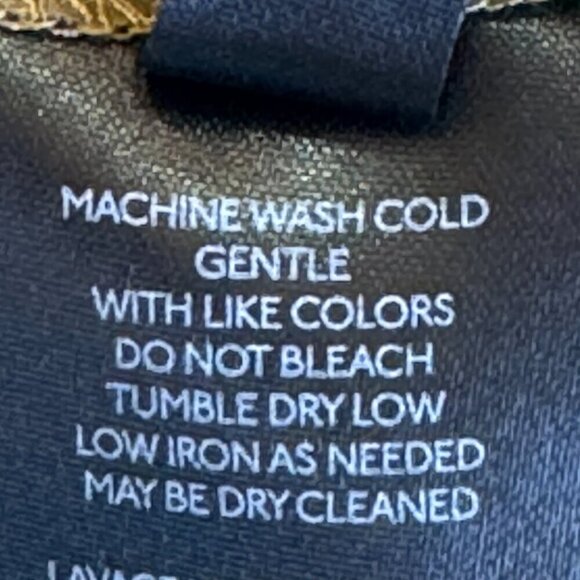 MACHINE WASH COLD
GENTLE
WITH LIKE COLORS
DO NOT BLEACH
TUMBLE DRY LOW
LOW IRON AS NEEDED
MAY BE DRY CLEANED